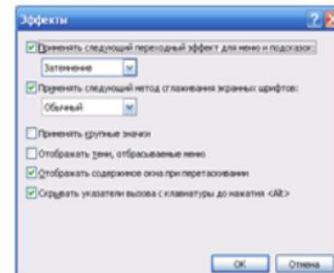 Эффекты
Применять следующий переходный эффект для меню и подсказок:
Затемнение
Применять следующий метод сглаживания экранных шрифтов:
Обычный
Применять крупные значки
Отображать тени, отбрасываемые меню
Отображать содержимое окна при перетаскивании
Скрывать указатели вызова с клавиатуры до нажатия <Alt>
ОК
Отмена